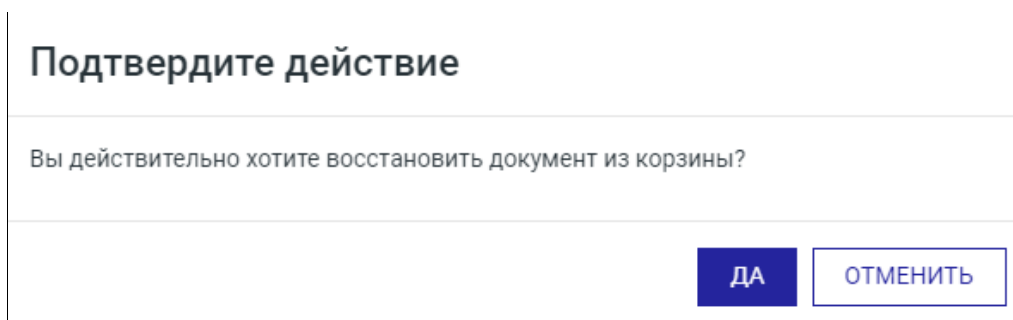 Подтвердите действие
Вы действительно хотите восстановить документ из корзины?
ДА
ОТМЕНИТЬ